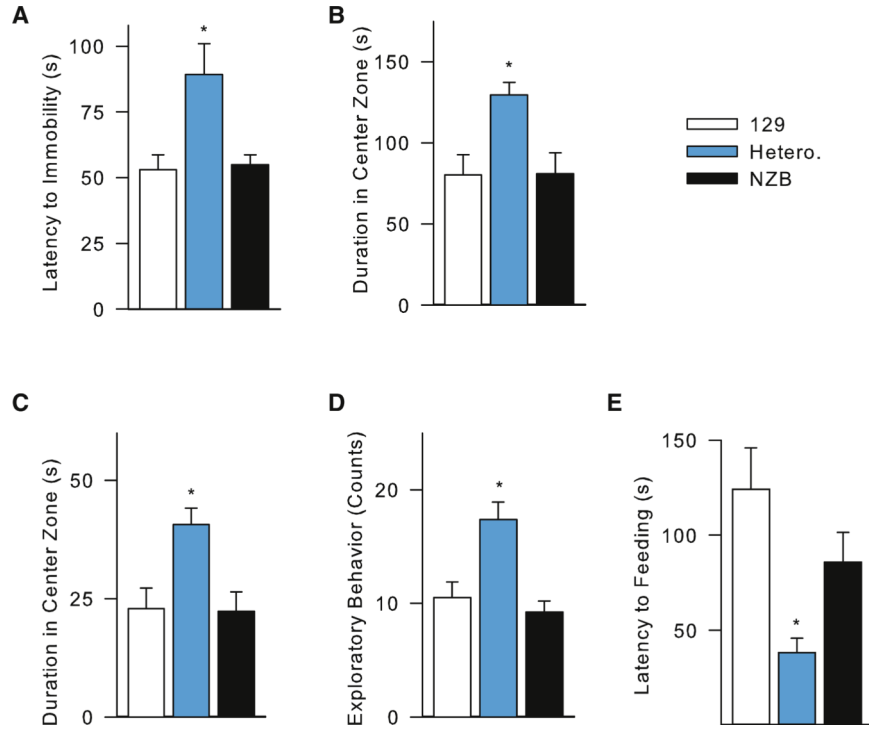 A
Latency to Immobility (s)
100
75
50
25
0
*
B
Duration in Center Zone (s)
150
100
50
0
*
129
Hetero.
NZB
C
Duration in Center Zone (s)
50
25
0
*
D
Exploratory Behavior (Counts)
20
10
0
*
E
Latency to Feeding (s)
150
100
50
*